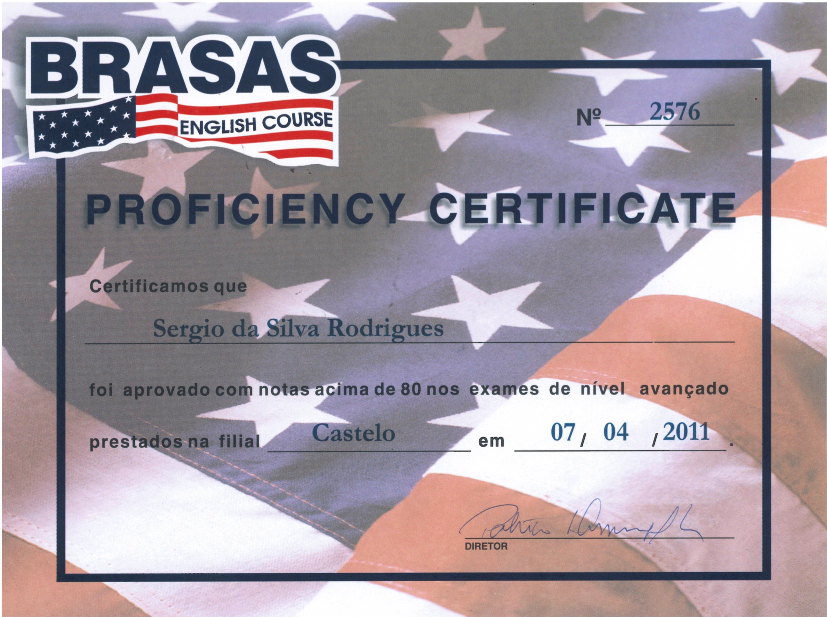 BRASAS
ENGLISH COURSE
Nº 2576
PROFICIENCY CERTIFICATE
Certificamos que
Sergio da Silva Rodrigues
foi aprovado com notas acima de 80 nos exames de nível avançado
prestados na filial Castelo em 07/ 04 / 2011 .
DIRETOR